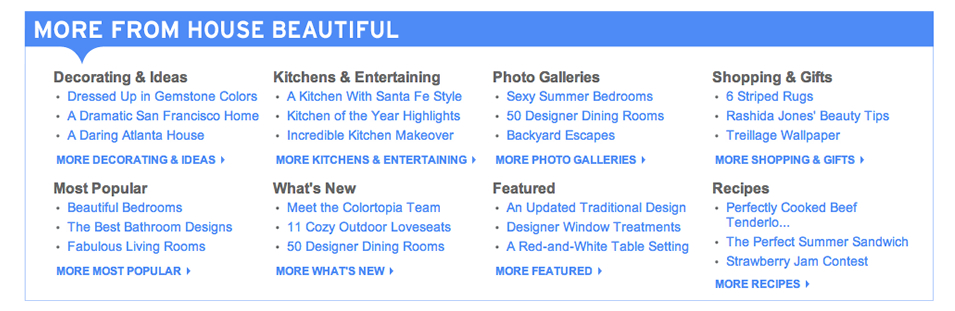 MORE FROM HOUSE BEAUTIFUL
Decorating & Ideas
Dressed Up in Gemstone Colors
A Dramatic San Francisco Home
A Daring Atlanta House
MORE DECORATING & IDEAS
Kitchens & Entertaining
A Kitchen With Santa Fe Style
Kitchen of the Year Highlights
Incredible Kitchen Makeover
MORE KITCHENS & ENTERTAINING
Photo Galleries
Sexy Summer Bedrooms
50 Designer Dining Rooms
Backyard Escapes
MORE PHOTO GALLERIES
Shopping & Gifts
6 Striped Rugs
Rashida Jones' Beauty Tips
Treillage Wallpaper
MORE SHOPPING & GIFTS
Most Popular
Beautiful Bedrooms
The Best Bathroom Designs
Fabulous Living Rooms
MORE MOST POPULAR
What's New
Meet the Colortopia Team
11 Cozy Outdoor Loveseats
50 Designer Dining Rooms
MORE WHAT'S NEW
Featured
An Updated Traditional Design
Designer Window Treatments
A Red-and-White Table Setting
MORE FEATURED
Recipes
Perfectly Cooked Beef
Tenderlo...
The Perfect Summer Sandwich
Strawberry Jam Contest
MORE RECIPES